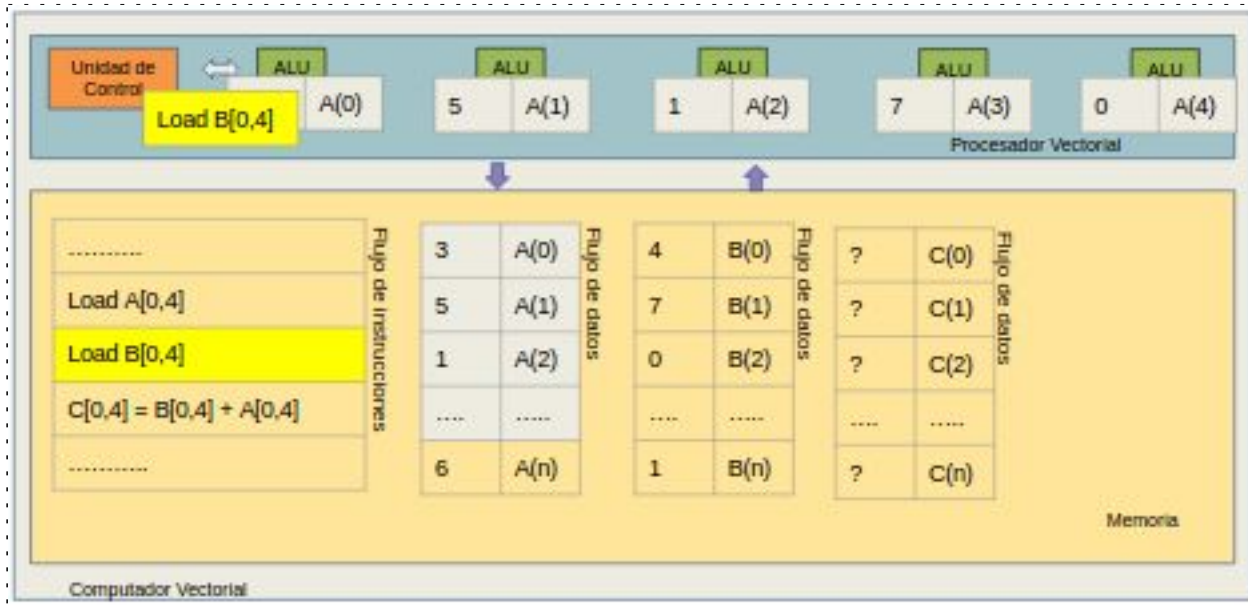 Unidad de
Control
ALU
ALU
ALU
ALU
ALU
Load B[0,4]
A(0)
5 A(1)
1 A(2)
7 A(3)
0 A(4)
Procesador Vectorial
...........
Load A[0,4]
Load B[0,4]
C[0,4] = B[0,4] + A[0,4]
............
Flujo de instrucciones
3 A(0)
5 A(1)
1 A(2)
.... .....
6 A(n)
Flujo de datos
4 B(0)
7 B(1)
0 B(2)
.... .....
1 B(n)
Flujo de datos
? C(0)
? C(1)
? C(2)
.... .....
? C(n)
Flujo de datos
Memoria
Computador Vectorial